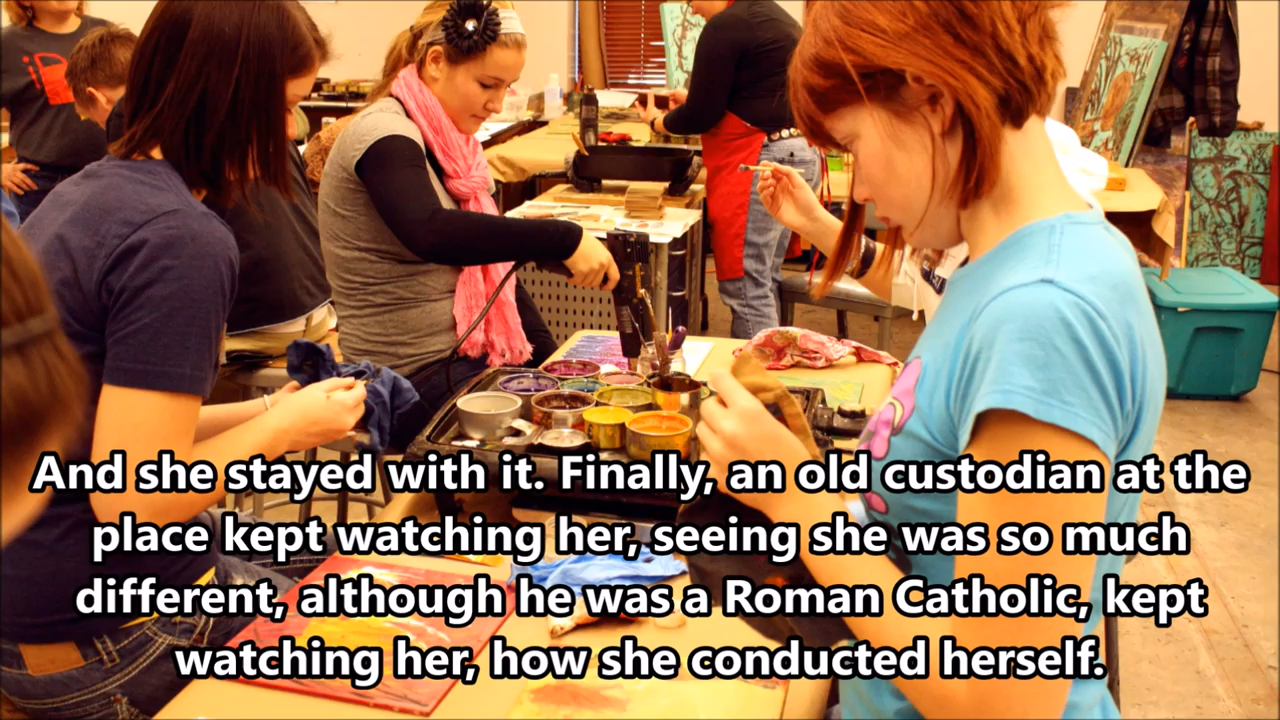 And she stayed with it. Finally, an old custodian at the
place kept watching her, seeing she was so much
different, although he was a Roman Catholic, kept
watching her, how she conducted herself.